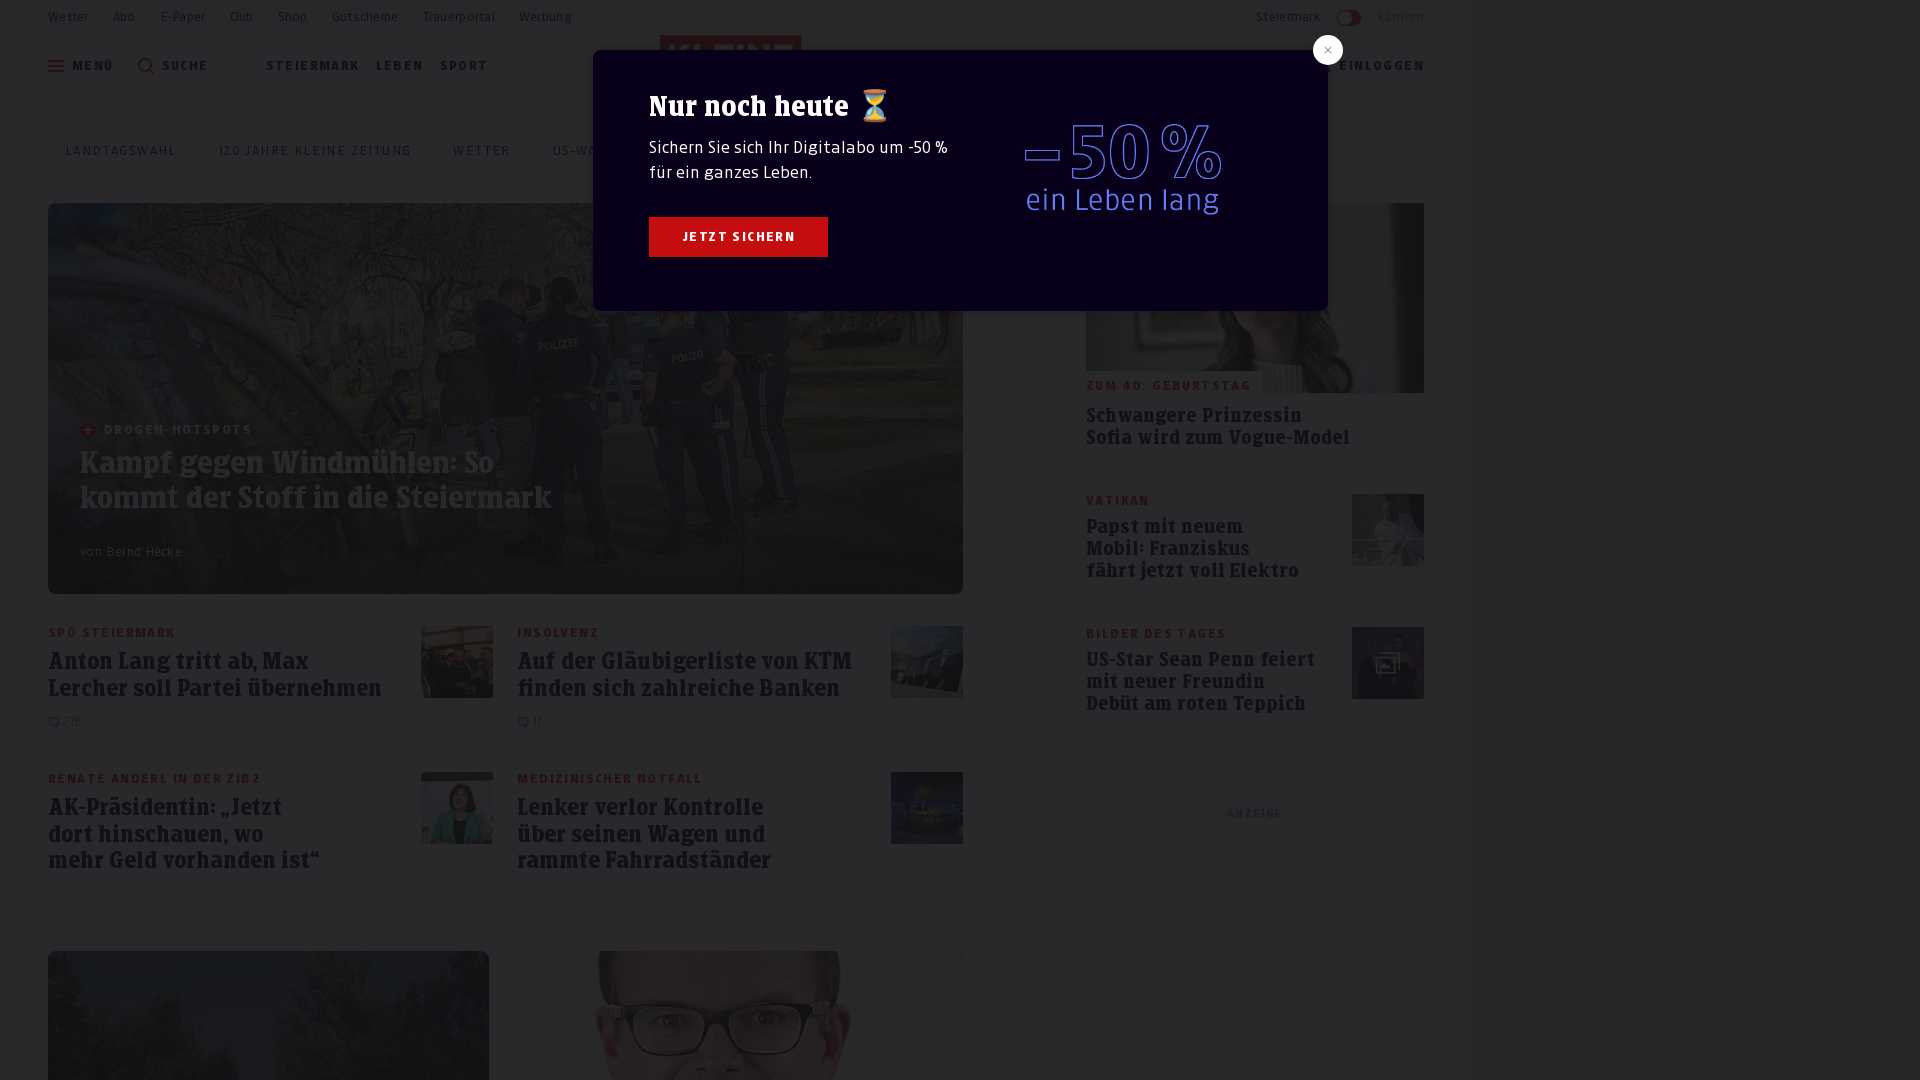 Wetter
Abo
E-Paper
Club
Shop
Gutscheine
Trauerportal
Werbung
Steiermark
Kärnten
MENÜ
SUCHE
STEIERMARK
LEBEN
SPORT
EINLOGGEN
LANDTAGSWAHL
120 JAHRE KLEINE ZEITUNG
WETTER
Nur noch heute ⏳
Sichern Sie sich Ihr Digitalabo um -50 %
für ein ganzes Leben.
JETZT SICHERN
–50 %
ein Leben lang
POLIZEI
DROGEN-HOTSPOTS
Kampf gegen Windmühlen: So
kommt der Stoff in die Steiermark
von Bernd Hecke
ZUM 40. GEBURTSTAG
Schwangere Prinzessin
Sofia wird zum Vogue-Model
VATIKAN
Papst mit neuem
Mobil: Franziskus
fährt jetzt voll Elektro
BILDER DES TAGES
US-Star Sean Penn feiert
mit neuer Freundin
Debüt am roten Teppich
SPÖ STEIERMARK
Anton Lang tritt ab, Max
Lercher soll Partei übernehmen
INSOLVENZ
Auf der Gläubigerliste von KTM
finden sich zahlreiche Banken
RENATE ANDERL IN DER ZIB2
AK-Präsidentin: „Jetzt
dort hinschauen, wo
mehr Geld vorhanden ist“
MEDIZINISCHER NOTFALL
Lenker verlor Kontrolle
über seinen Wagen und
rammte Fahrradständer
ANZEIGE